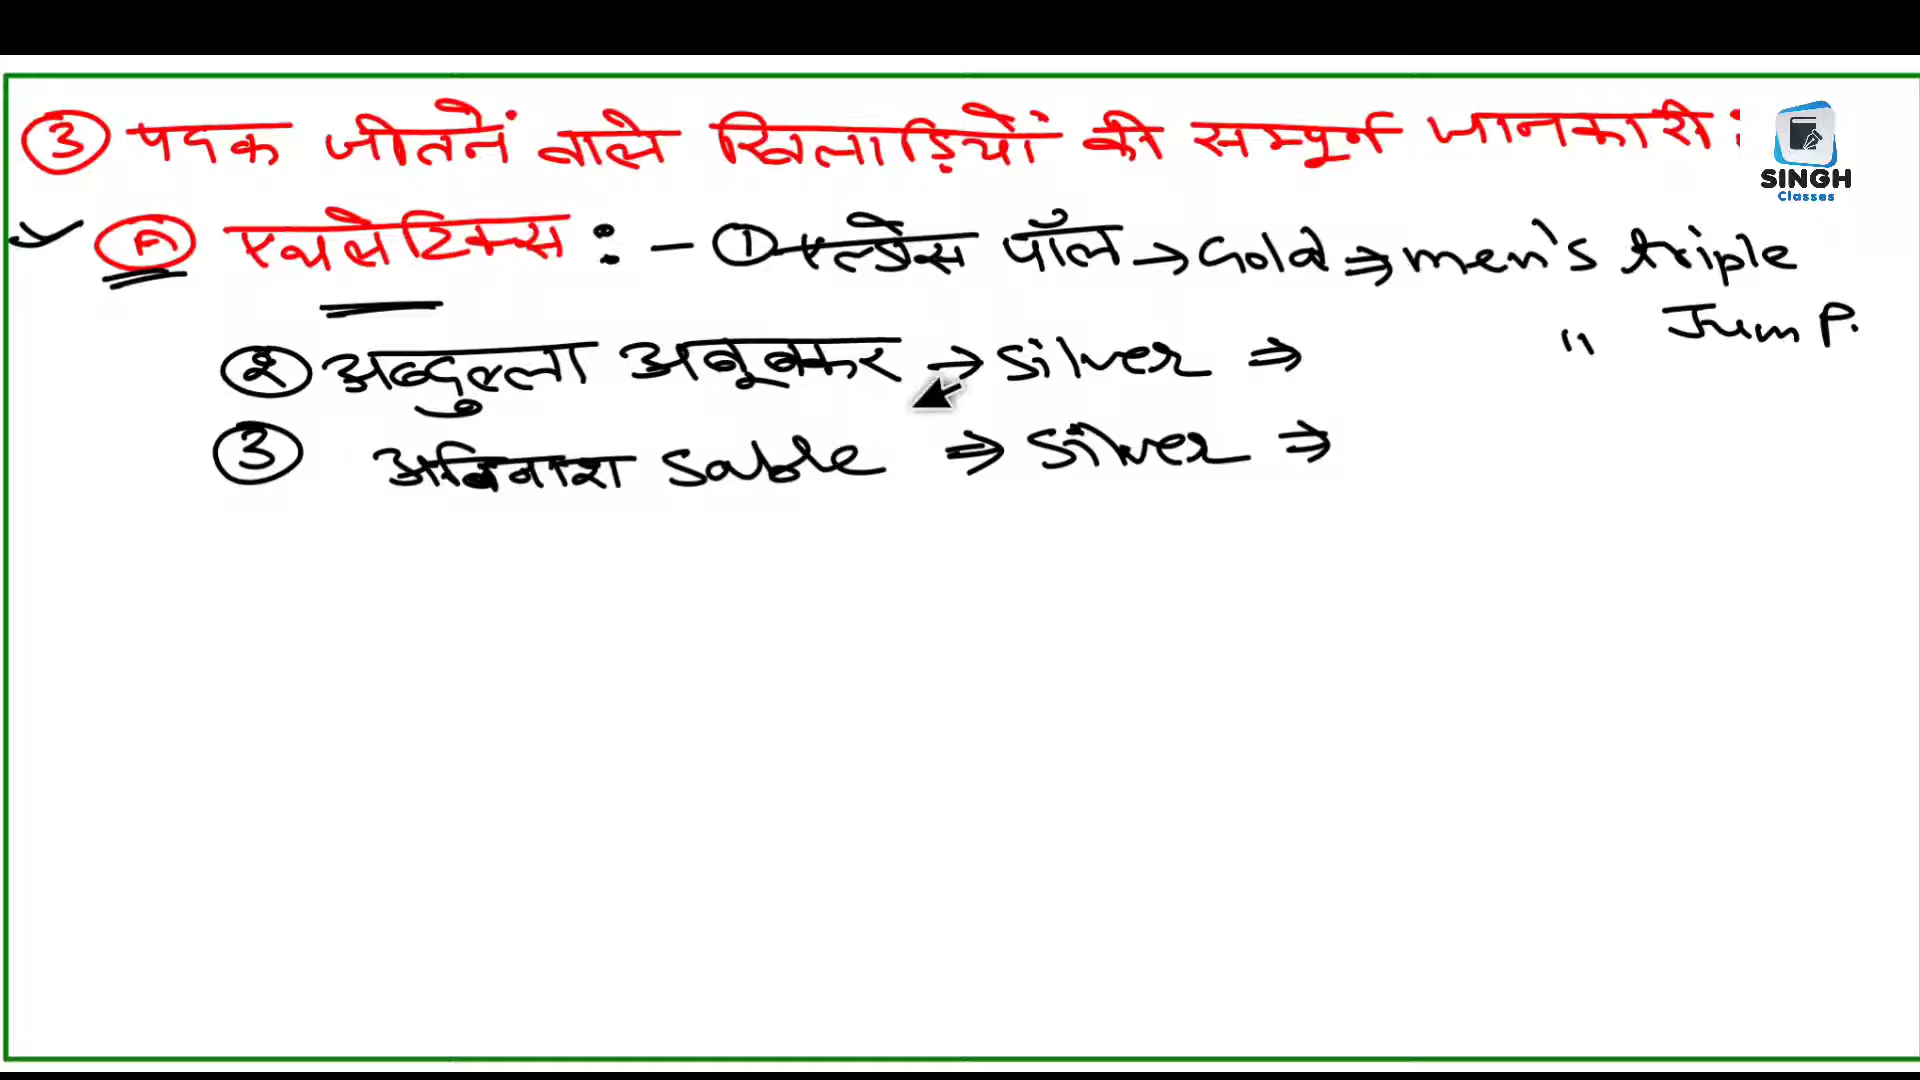 ③ पदक जीतनें वाले खिलाड़ियों की सम्पूर्ण जानकारी :
SINGH
Classes
Ⓐ एथलेटिक्स : - ① एल्डोस पॉल → Gold ⇒ men's triple
Jump.
② अब्दुल्ला अबूबकर → Silver ⇒ "
③ अविनाश Sable ⇒ Silver ⇒